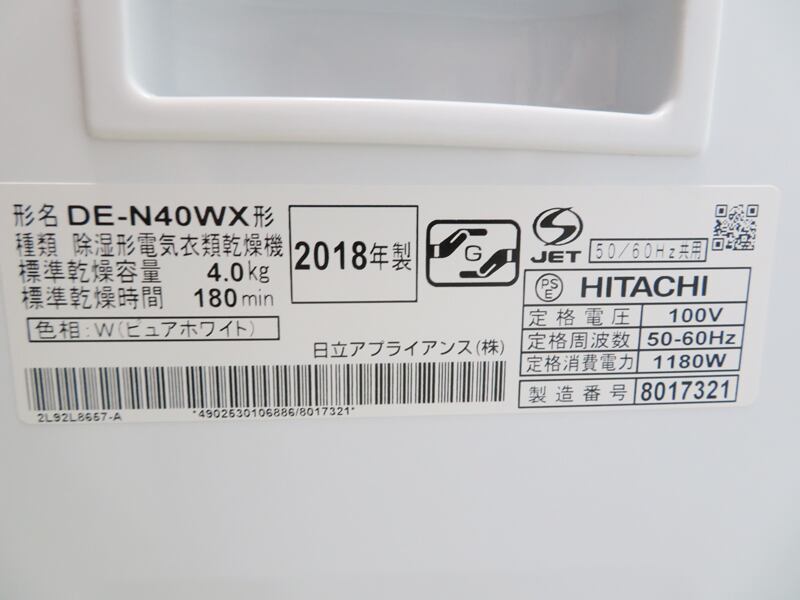 形名 DE-N40WX形
種類 除湿形電気衣類乾燥機
標準乾燥容量 4.0kg
標準乾燥時間 180min
色相:W(ピュアホワイト)
2018年製
G
S
JET
50/60Hz共用
PS
E
HITACHI
定格電圧 100V
定格周波数 50-60Hz
定格消費電力 1180W
日立アプライアンス(株)
製造番号 8017321
2L92L8657-A
*4902530106886/8017321*